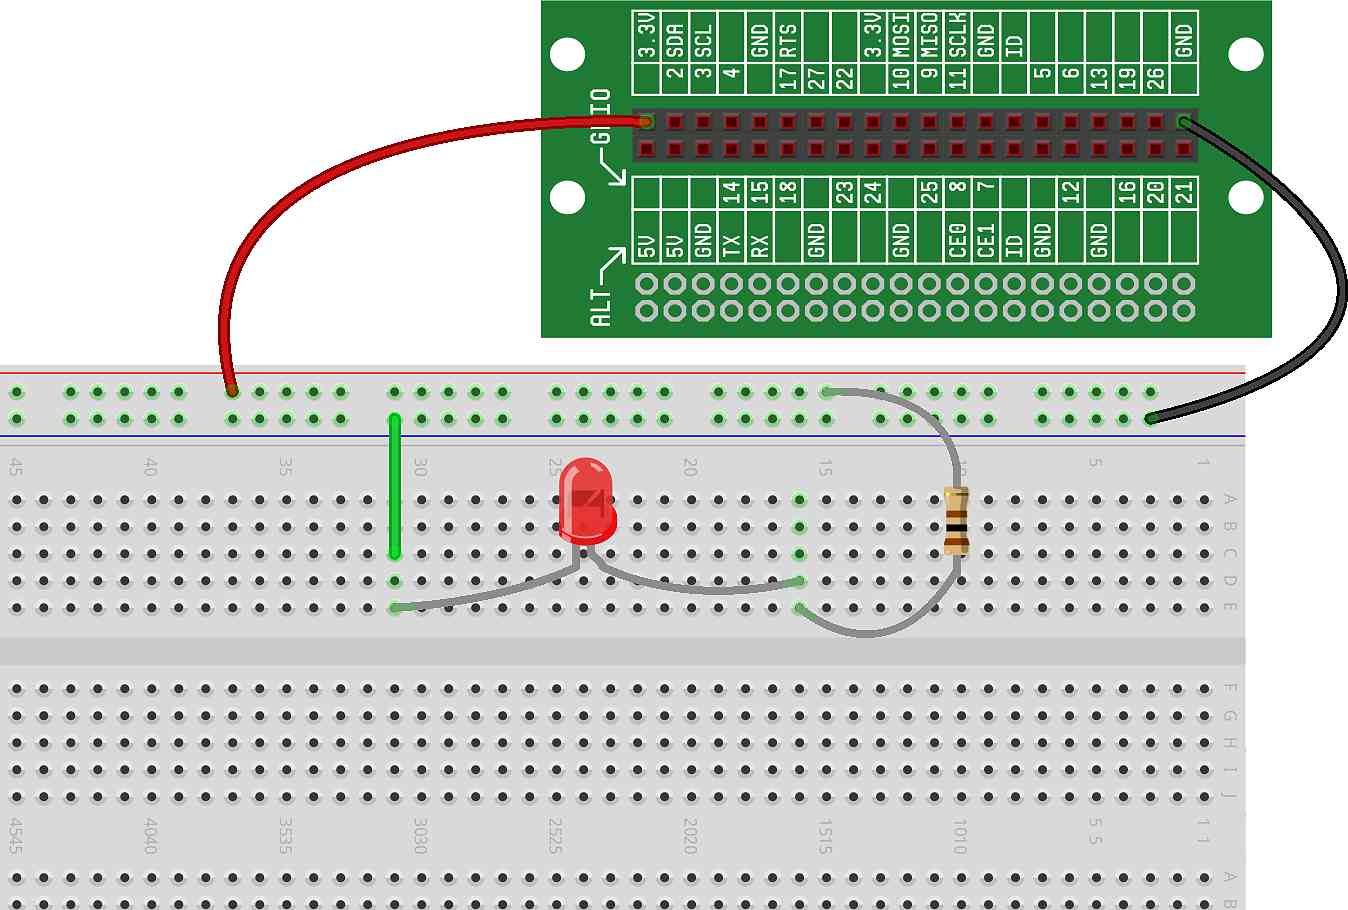 3.3V SDA SCL GND RTS 3.3V MOSI MISO SCLK GND ID GND
2 3 4 17 27 22 10 9 11 5 6 13 19 26
GPIO
14 15 18 23 24 25 8 7 12 16 20 21
5V 5V GND TX RX GND GND CE0 CE1 ID GND GND
ALT
45 40 35 30 25 20 15 10 5 1
A
B
C
D
E
F
G
H
I
J
4545 4040 3535 3030 2525 2020 1515 1010 5 5 1 1
A
B